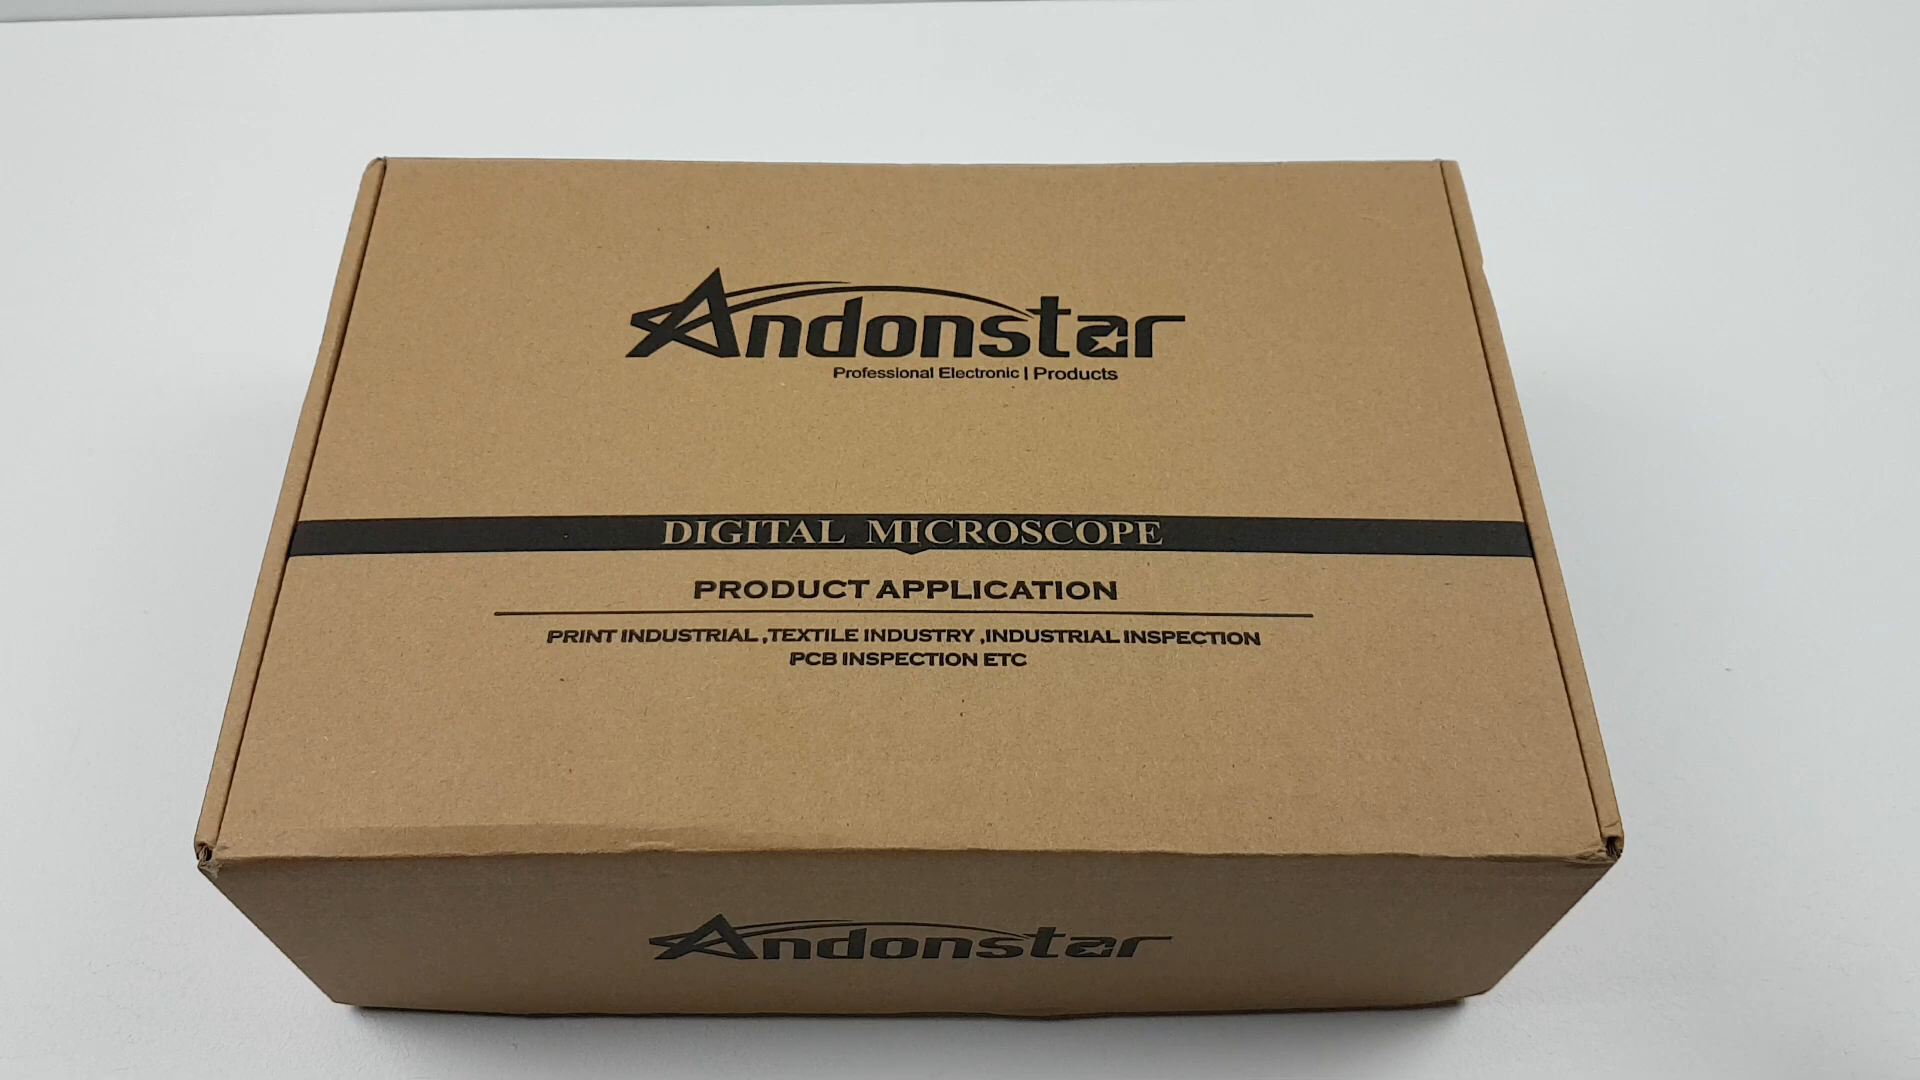 Andonstar
Professional Electronic | Products
DIGITAL MICROSCOPE
PRODUCT APPLICATION
PRINT INDUSTRIAL ,TEXTILE INDUSTRY ,INDUSTRIAL INSPECTION
PCB INSPECTION ETC
Andonstar